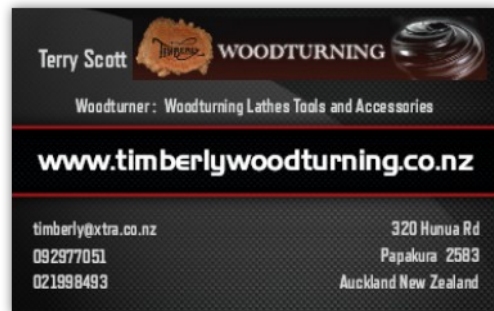 Terry Scott
Timberly WOODTURNING
Woodturner: Woodturning Lathes Tools and Accessories
www.timberlywoodturning.co.nz
timberly@xtra.co.nz
092977051
021998493
320 Hunua Rd
Papakura 2583
Auckland New Zealand